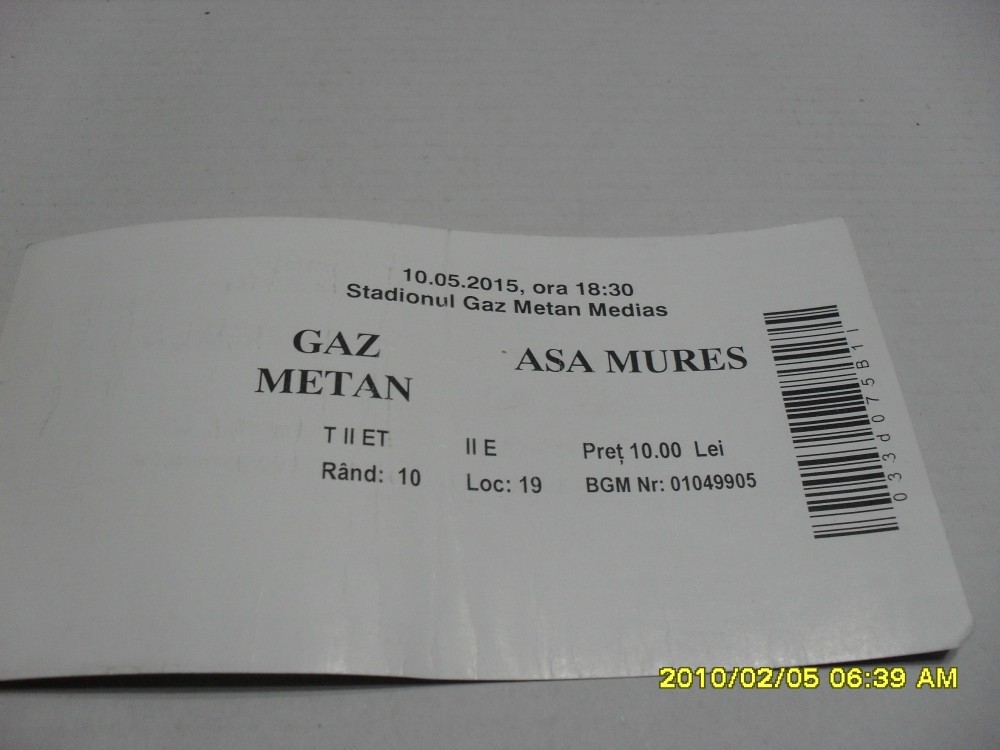 10.05.2015, ora 18:30
Stadionul Gaz Metan Medias
GAZ
METAN
ASA MURES
T II ET II E Preț 10.00 Lei
Rând: 10 Loc: 19 BGM Nr: 01049905
033d075B11
2010/02/05 06:39 AM